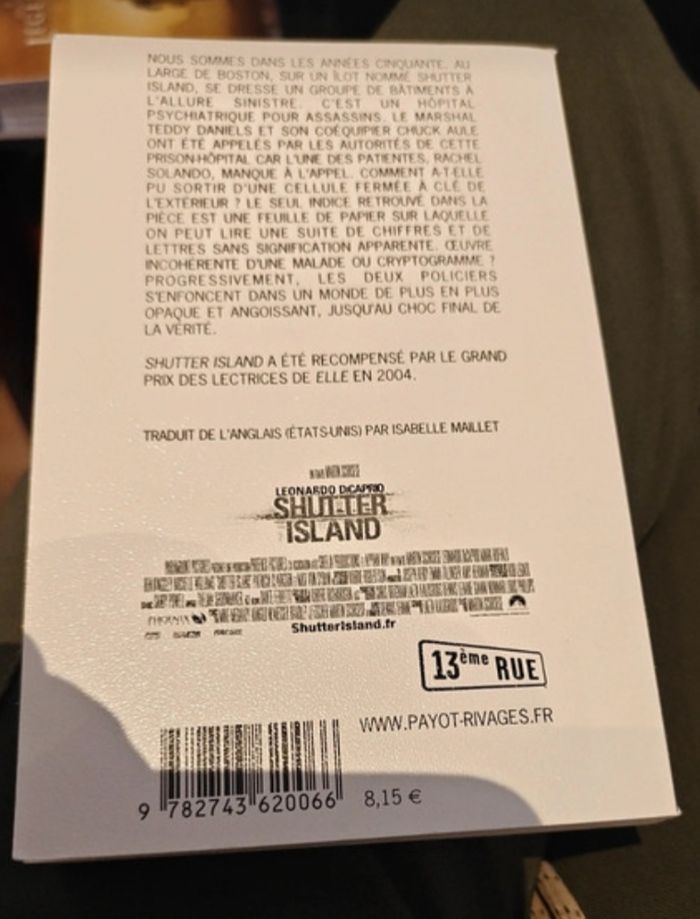 NOUS SOMMES DANS LES ANNÉES CINQUANTE. AU
LARGE DE BOSTON, SUR UN ÎLOT NOMMÉ SHUTTER
ISLAND, SE DRESSE UN GROUPE DE BÂTIMENTS À
L'ALLURE SINISTRE. C'EST UN HÔPITAL
PSYCHIATRIQUE POUR ASSASSINS. LE MARSHAL
TEDDY DANIELS ET SON COÉQUIPIER CHUCK AULE
ONT ÉTÉ APPELÉS PAR LES AUTORITÉS DE CETTE
PRISON-HÔPITAL CAR L'UNE DES PATIENTES, RACHEL
SOLANDO, MANQUE À L'APPEL. COMMENT A-T-ELLE
PU SORTIR D'UNE CELLULE FERMÉE À CLÉ DE
L'EXTÉRIEUR ? LE SEUL INDICE RETROUVÉ DANS LA
PIÈCE EST UNE FEUILLE DE PAPIER SUR LAQUELLE
ON PEUT LIRE UNE SUITE DE CHIFFRES ET DE
LETTRES SANS SIGNIFICATION APPARENTE. ŒUVRE
INCOHÉRENTE D'UNE MALADE OU CRYPTOGRAMME ?
PROGRESSIVEMENT, LES DEUX POLICIERS
S'ENFONCENT DANS UN MONDE DE PLUS EN PLUS
OPAQUE ET ANGOISSANT, JUSQU'AU CHOC FINAL DE
LA VÉRITÉ.
SHUTTER ISLAND A ÉTÉ RECOMPENSÉ PAR LE GRAND
PRIX DES LECTRICES DE ELLE EN 2004.
TRADUIT DE L'ANGLAIS (ÉTATS-UNIS) PAR ISABELLE MAILLET
LEONARDO DiCAPRIO
SHUTTER
ISLAND
ShutterIsland.fr
13ème RUE
WWW.PAYOT-RIVAGES.FR
9 782743 620066 8,15 €